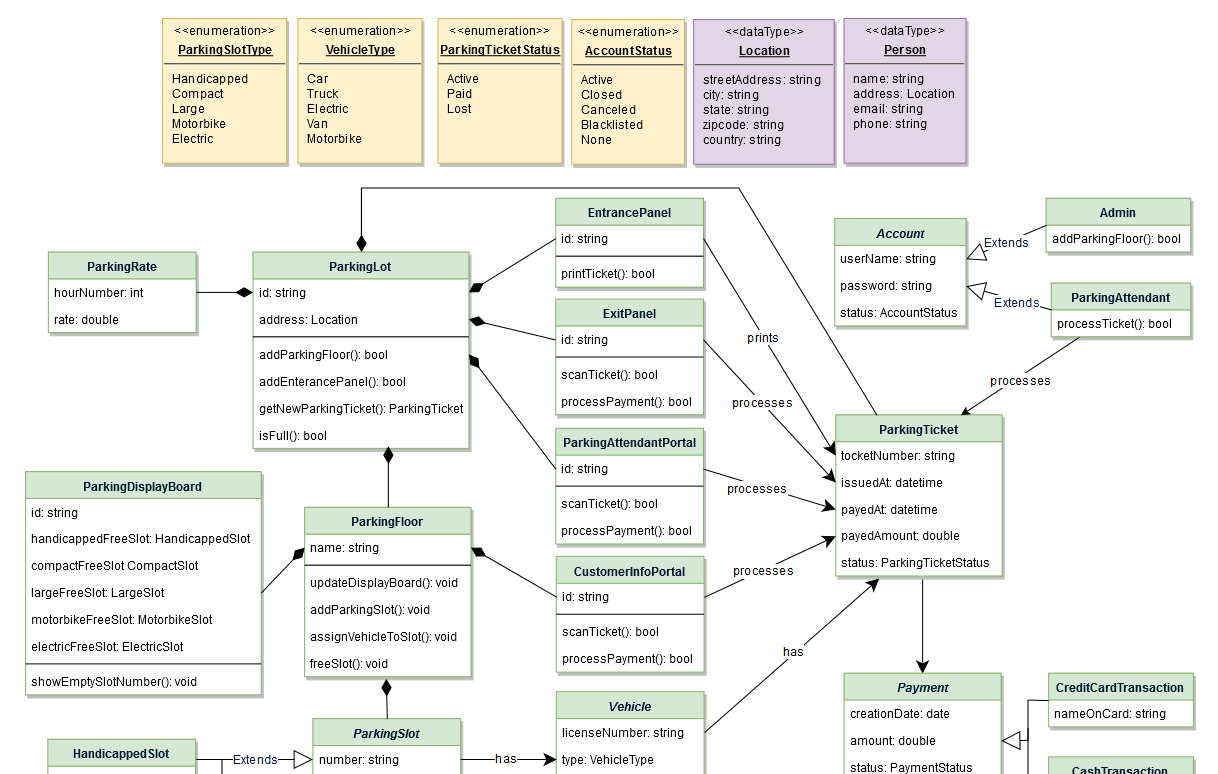 <<enumeration>>
ParkingSlotType
Handicapped
Compact
Large
Motorbike
Electric
<<enumeration>>
VehicleType
Car
Truck
Electric
Van
Motorbike
<<enumeration>>
ParkingTicketStatus
Active
Paid
Lost
<<enumeration>>
AccountStatus
Active
Closed
Canceled
Blacklisted
None
<<dataType>>
Location
streetAddress: string
city: string
state: string
zipcode: string
country: string
<<dataType>>
Person
name: string
address: Location
email: string
phone: string
ParkingRate
hourNumber: int
rate: double
ParkingLot
id: string
address: Location
addParkingFloor(): bool
addEnterancePanel(): bool
getNewParkingTicket(): ParkingTicket
isFull(): bool
EntrancePanel
id: string
printTicket(): bool
ExitPanel
id: string
scanTicket(): bool
processPayment(): bool
ParkingAttendantPortal
id: string
scanTicket(): bool
processPayment(): bool
CustomerInfoPortal
id: string
scanTicket(): bool
processPayment(): bool
prints
processes
processes
processes
has
Account
userName: string
password: string
status: AccountStatus
Extends
Extends
Admin
addParkingFloor(): bool
ParkingAttendant
processTicket(): bool
processes
ParkingTicket
tocketNumber: string
issuedAt: datetime
payedAt: datetime
payedAmount: double
status: ParkingTicketStatus
ParkingDisplayBoard
id: string
handicappedFreeSlot: HandicappedSlot
compactFreeSlot CompactSlot
largeFreeSlot: LargeSlot
motorbikeFreeSlot: MotorbikeSlot
electricFreeSlot: ElectricSlot
showEmptySlotNumber(): void
ParkingFloor
name: string
updateDisplayBoard(): void
addParkingSlot(): void
assignVehicleToSlot(): void
freeSlot(): void
HandicappedSlot
Extends
ParkingSlot
number: string
has
Vehicle
licenseNumber: string
type: VehicleType
Payment
creationDate: date
amount: double
status: PaymentStatus
CreditCardTransaction
nameOnCard: string
CashTransaction